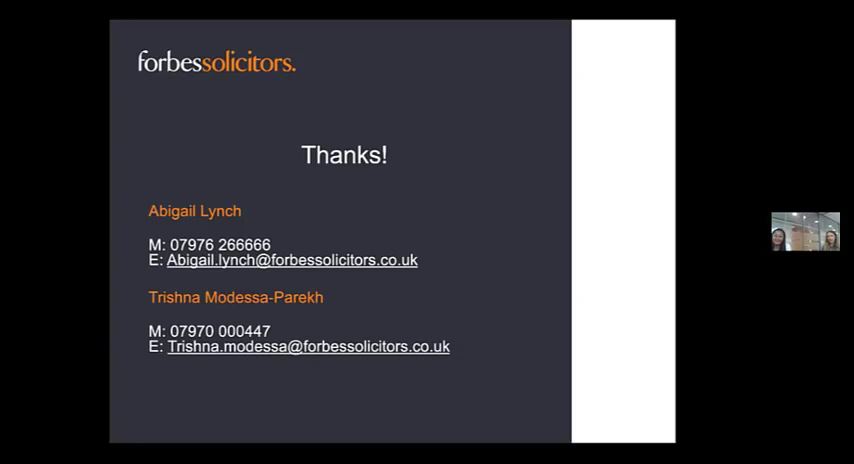 forbessolicitors.
Thanks!
Abigail Lynch
M: 07976 266666
E: Abigail.lynch@forbessolicitors.co.uk
Trishna Modessa-Parekh
M: 07970 000447
E: Trishna.modessa@forbessolicitors.co.uk